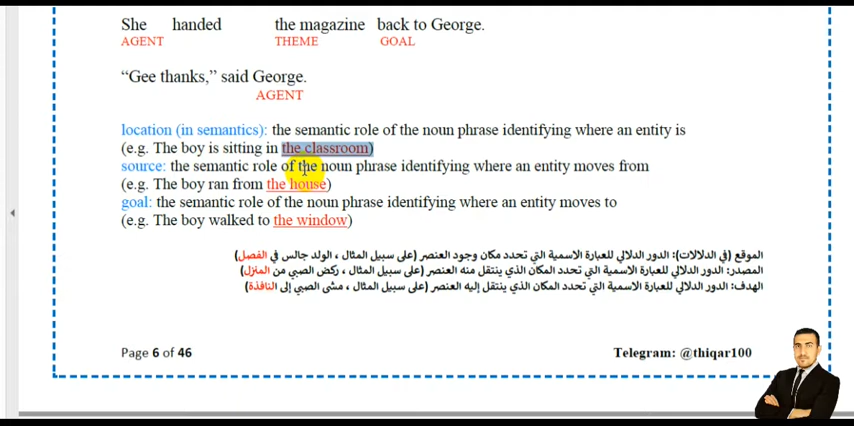 She handed the magazine back to George.
AGENT THEME GOAL
“Gee thanks,” said George.
AGENT
location (in semantics): the semantic role of the noun phrase identifying where an entity is
(e.g. The boy is sitting in the classroom)
source: the semantic role of the noun phrase identifying where an entity moves from
(e.g. The boy ran from the house)
goal: the semantic role of the noun phrase identifying where an entity moves to
(e.g. The boy walked to the window)
الموقع (في الدلالات): الدور الدلالي للعبارة الاسمية التي تحدد مكان وجود العنصر (على سبيل المثال ، الولد جالس في الفصل)
المصدر: الدور الدلالي للعبارة الاسمية التي تحدد المكان الذي ينتقل منه العنصر (على سبيل المثال ، ركض الصبي من المنزل)
الهدف: الدور الدلالي للعبارة الاسمية التي تحدد المكان الذي ينتقل إليه العنصر (على سبيل المثال ، مشى الصبي إلى النافذة)
Page 6 of 46 Telegram: @thiqar100